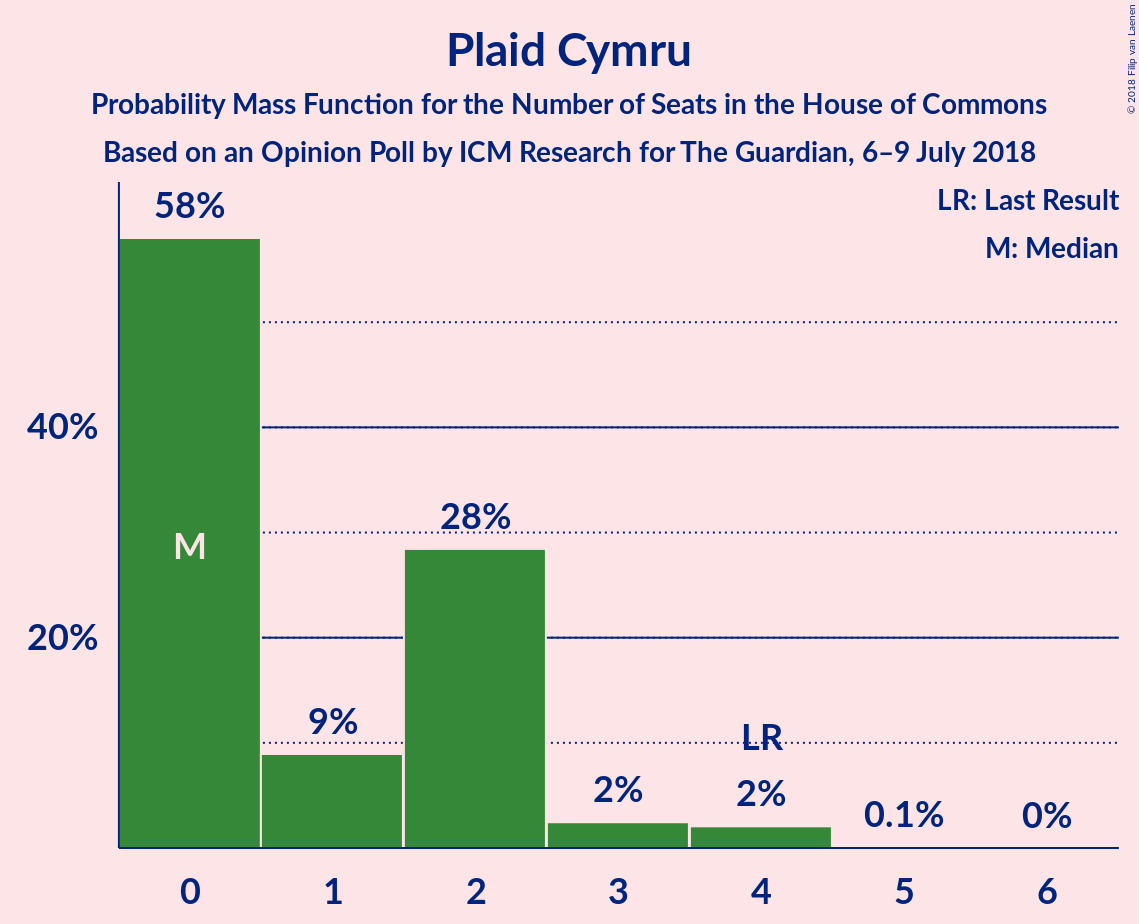 Plaid Cymru
Probability Mass Function for the Number of Seats in the House of Commons
Based on an Opinion Poll by ICM Research for The Guardian, 6–9 July 2018
© 2018 Filip van Laenen
LR: Last Result
M: Median
58%
40%
M
28%
20%
9%
LR
2%
2%
0.1%
0%
0 1 2 3 4 5 6